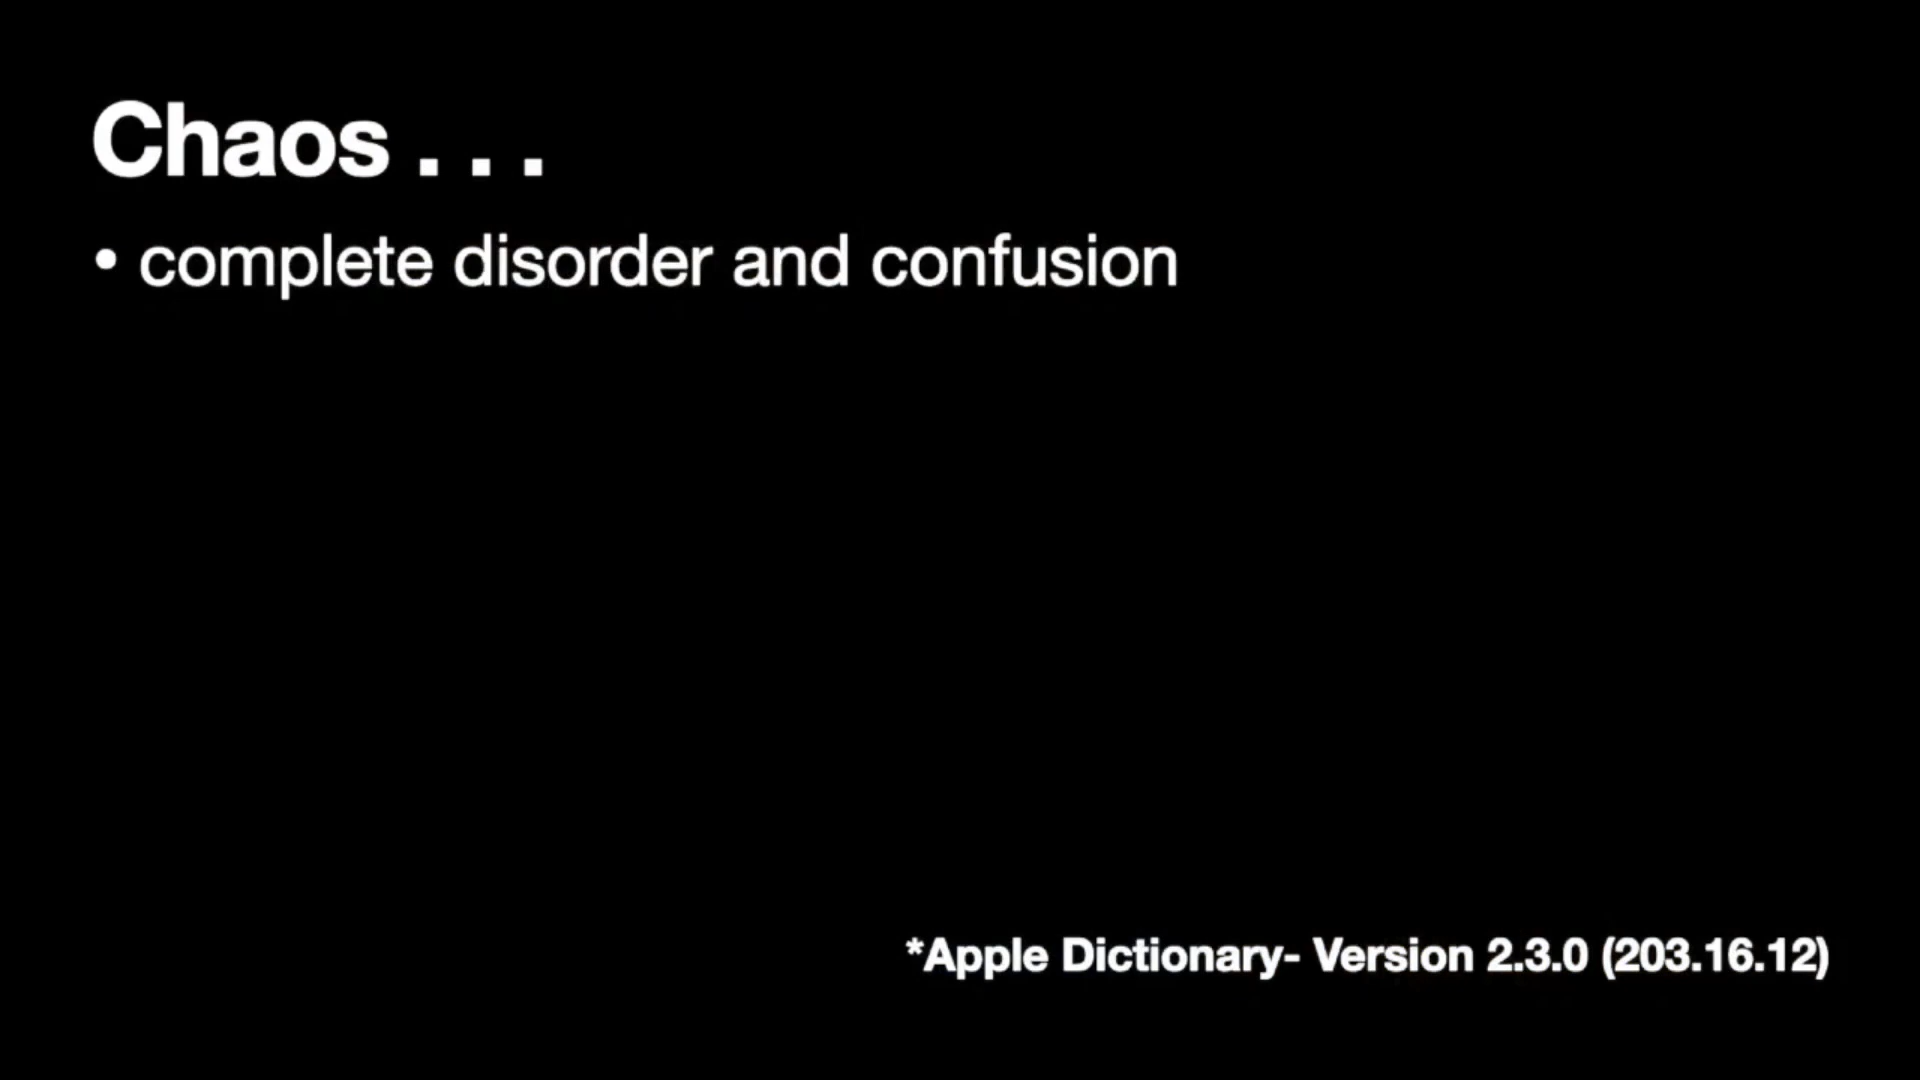 Chaos . . .
• complete disorder and confusion
*Apple Dictionary- Version 2.3.0 (203.16.12)